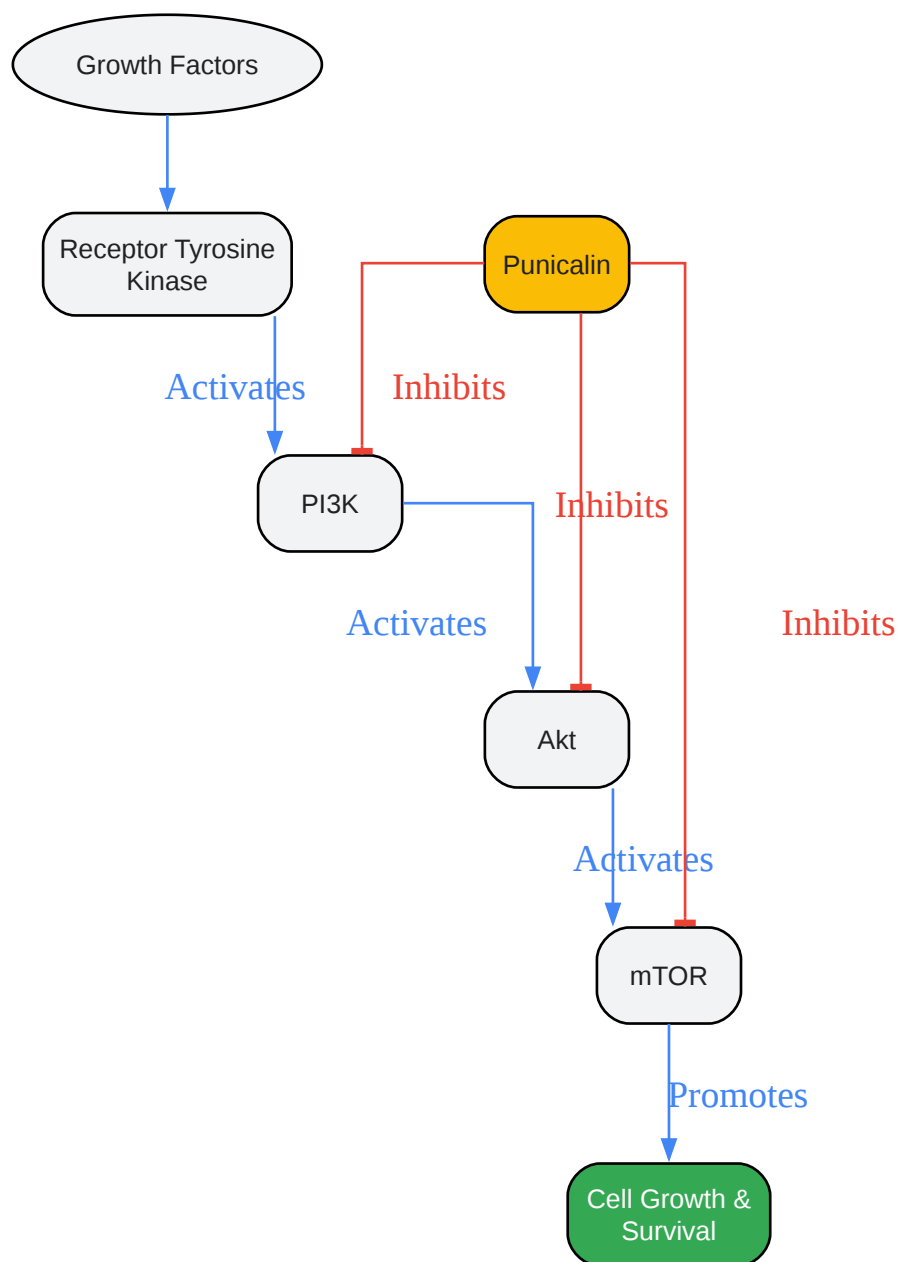 Growth Factors
Receptor Tyrosine
Kinase
Punicalin
Activates
Inhibits
PI3K
Inhibits
Activates
Inhibits
Akt
Activates
mTOR
Promotes
Cell Growth &
Survival